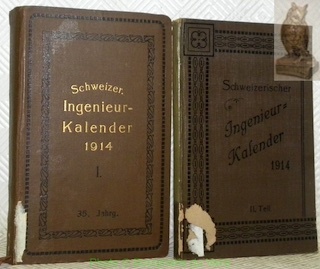 Schweizer.
Ingenieur-
Kalender
1914
I.
35. Jahrg.
Schweizerischer
Ingenieur-
Kalender
1914
II. Teil